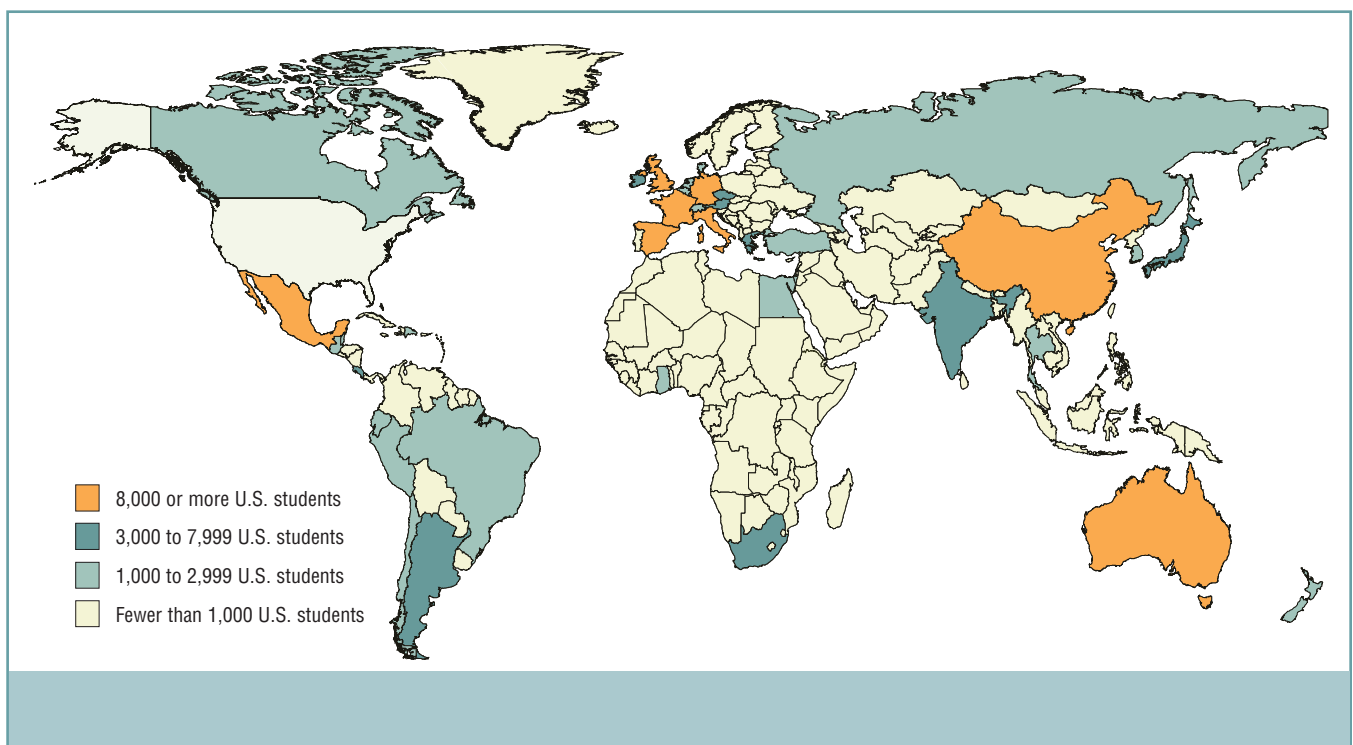 8,000 or more U.S. students
3,000 to 7,999 U.S. students
1,000 to 2,999 U.S. students
Fewer than 1,000 U.S. students